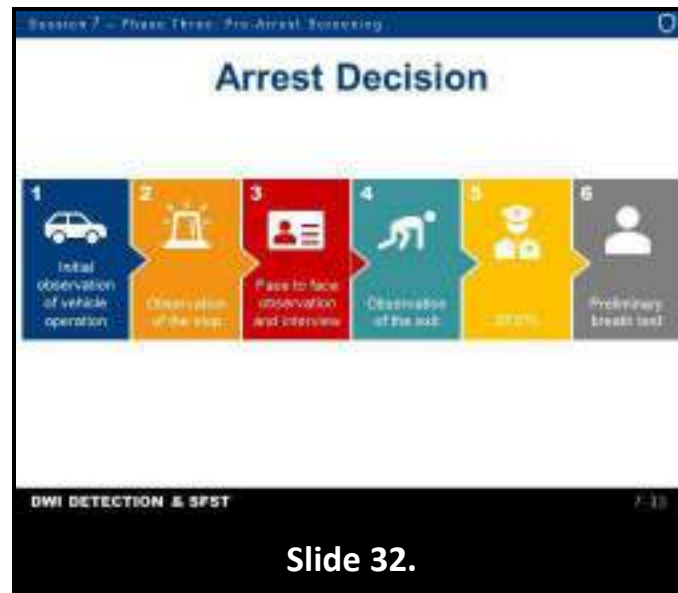 Session 7 – Phase Three: Pre-Arrest Screening
Arrest Decision
1
Initial
observation
of vehicle
operation
2
Observation
of the stop
3
Face to face
observation
and interview
4
Observation
of the exit
5
SFSTs
6
Preliminary
breath test
DWI DETECTION & SFST
Slide 32.